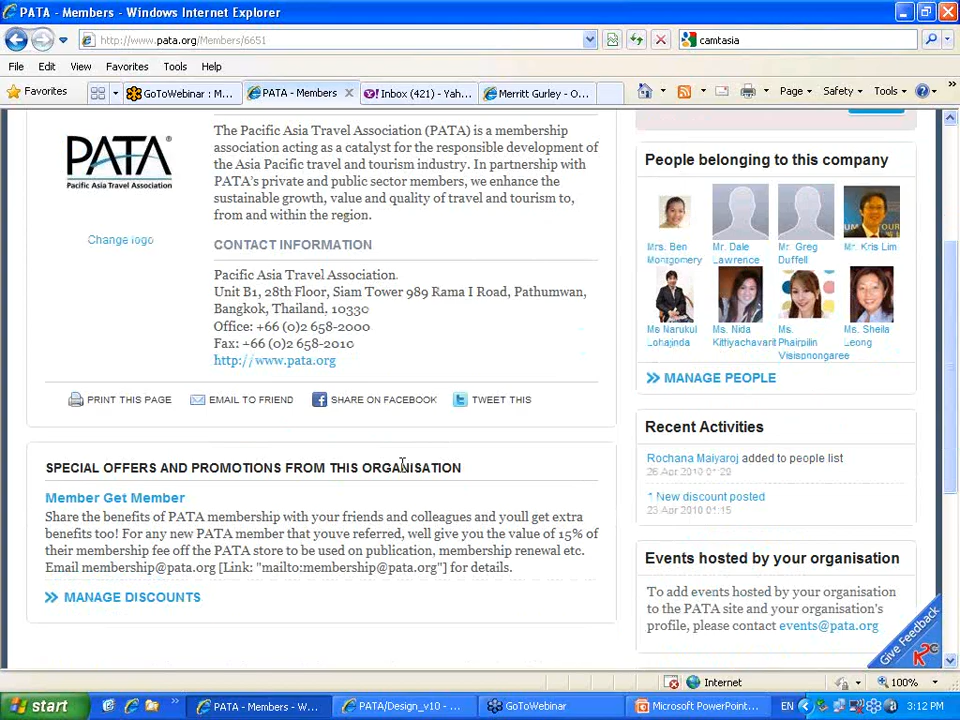 PATA - Members - Windows Internet Explorer
http://www.pata.org/Members/6651
camtasia
File Edit View Favorites Tools Help
Favorites
GoToWebinar : M...
PATA - Members
Inbox (421) - Yah...
Merritt Gurley - O...
Page
Safety
Tools
PATA®
Pacific Asia Travel Association
Change logo
The Pacific Asia Travel Association (PATA) is a membership
association acting as a catalyst for the responsible development of
the Asia Pacific travel and tourism industry. In partnership with
PATA's private and public sector members, we enhance the
sustainable growth, value and quality of travel and tourism to,
from and within the region.
CONTACT INFORMATION
Pacific Asia Travel Association
Unit B1, 28th Floor, Siam Tower 989 Rama I Road, Pathumwan,
Bangkok, Thailand, 10330
Office: +66 (0)2 658-2000
Fax: +66 (0)2 658-2010
http://www.pata.org
PRINT THIS PAGE
EMAIL TO FRIEND
SHARE ON FACEBOOK
TWEET THIS
SPECIAL OFFERS AND PROMOTIONS FROM THIS ORGANISATION
Member Get Member
Share the benefits of PATA membership with your friends and colleagues and youll get extra
benefits too! For any new PATA member that youve referred, well give you the value of 15% of
their membership fee off the PATA store to be used on publication, membership renewal etc.
Email membership@pata.org [Link: "mailto:membership@pata.org"] for details.
MANAGE DISCOUNTS
People belonging to this company
Mrs. Ben
Montgomery
Mr. Dale
Lawrence
Mr. Greg
Duffell
Mr. Kris Lim
Ms Narukul
Ms. Nida
Kittiyachavarit
Ms.
Phairpilin
Visispnongaree
Ms. Sheila
Leong
MANAGE PEOPLE
Recent Activities
Rochana Maiyaroj added to people list
26 Apr 2010 01:29
1 New discount posted
23 Apr 2010 01:15
Events hosted by your organisation
To add events hosted by your organisation
to the PATA site and your organisation's
profile, please contact events@pata.org
Give Feedback
Internet
100%
start
PATA - Members - W...
PATA/Design_v10 - ...
GoToWebinar
Microsoft PowerPoint...
EN
3:12 PM